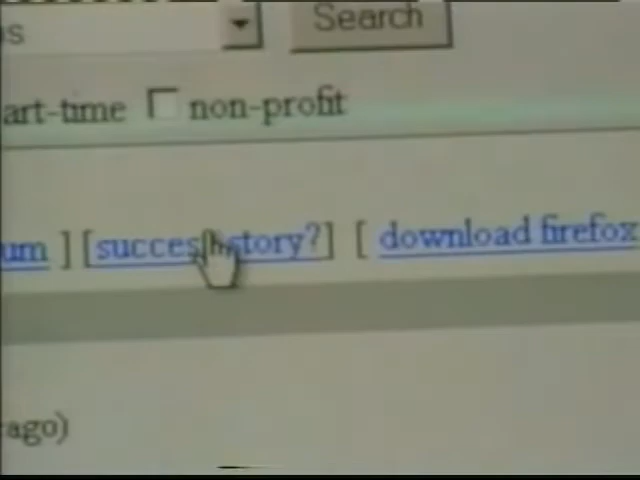 s Search
art-time non-profit
um ] [success story?] [ download firefox
ago)